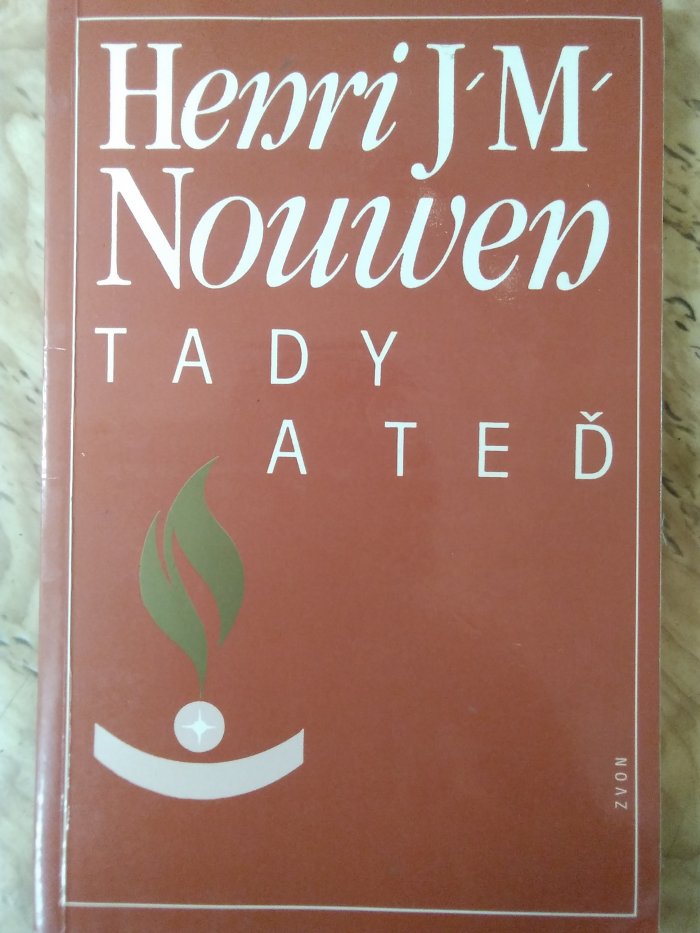 Henri J. M.
Nouwen
TADY
A TEĎ
ZVON